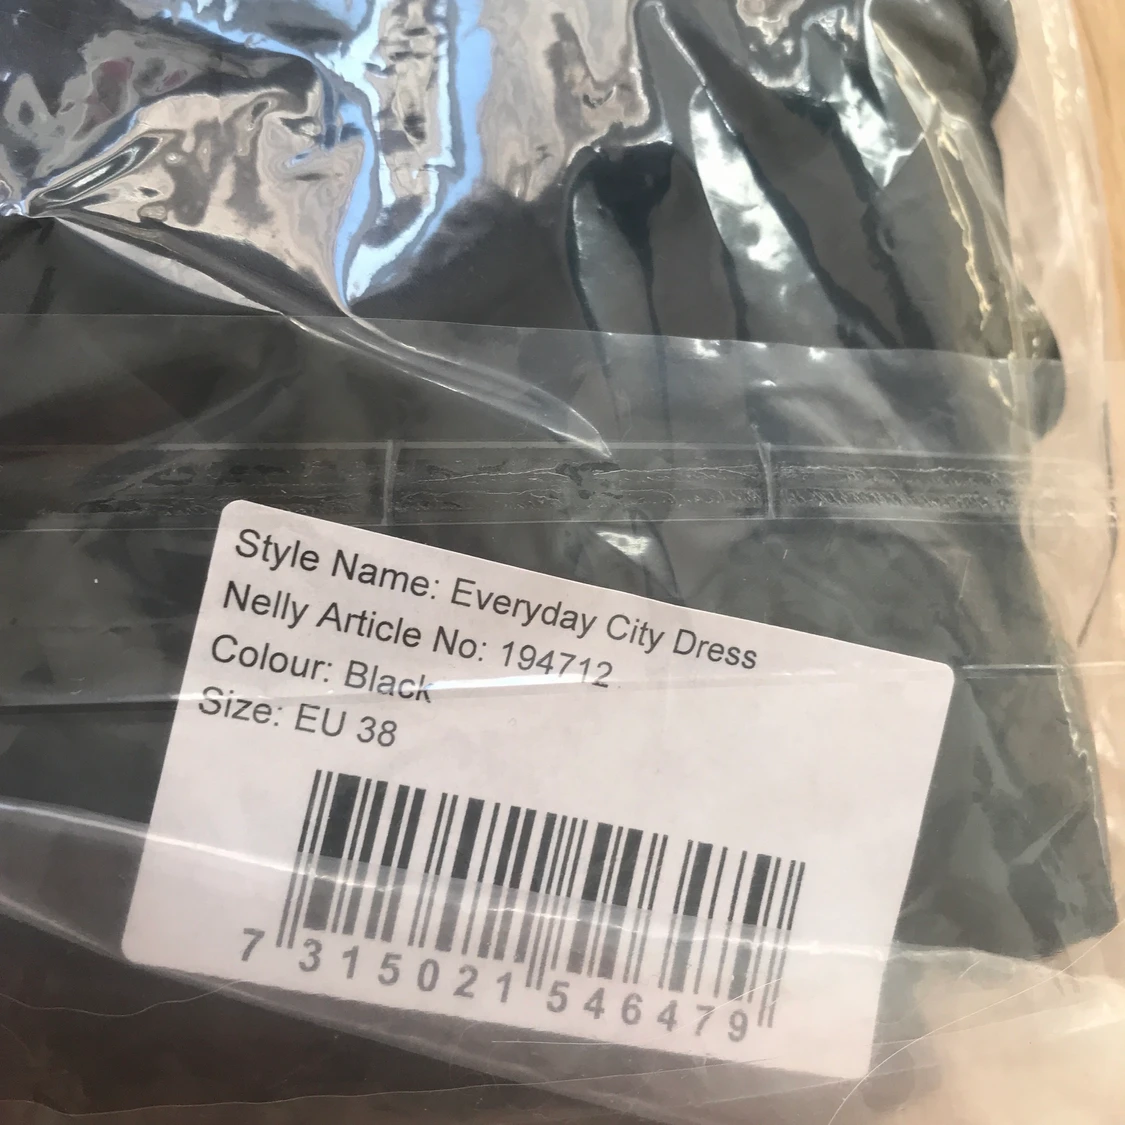 Style Name: Everyday City Dress
Nelly Article No: 194712
Colour: Black
Size: EU 38
7 315021 546479